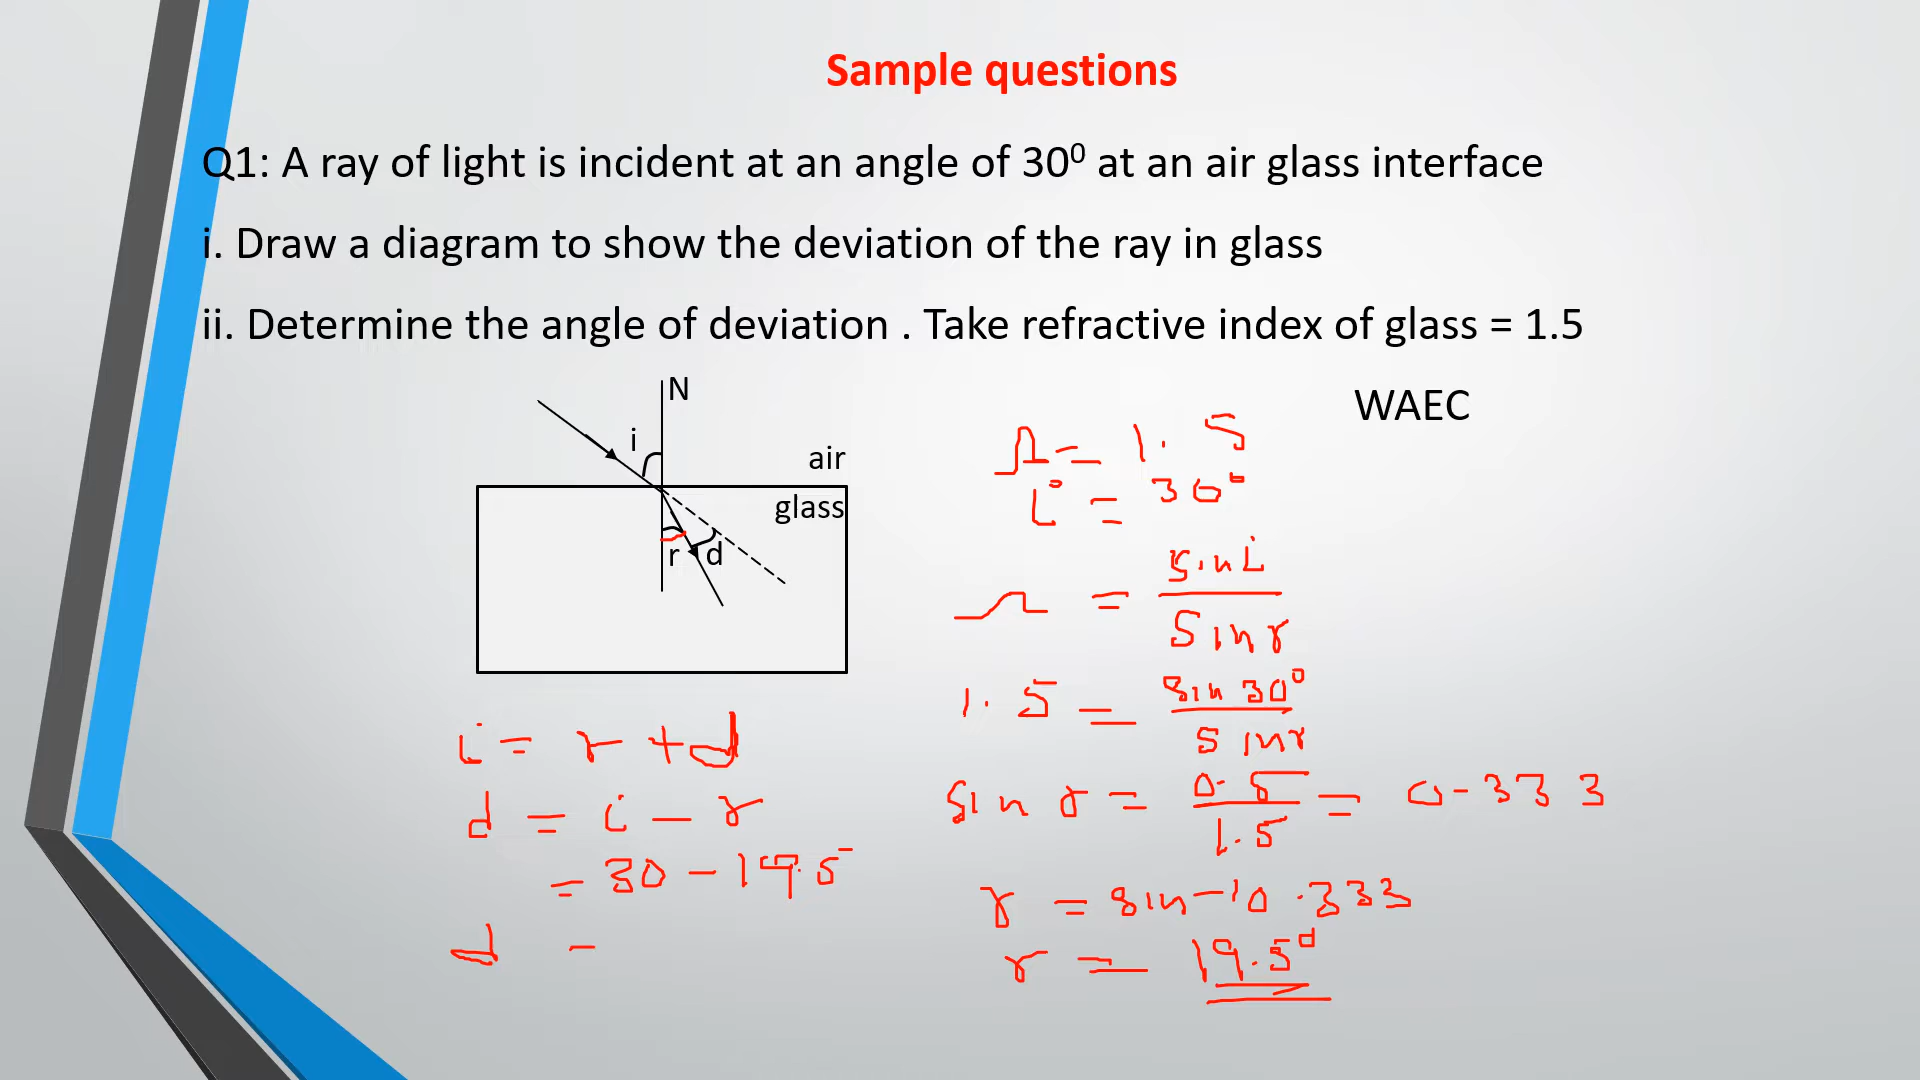 Sample questions
Q1: A ray of light is incident at an angle of 30⁰ at an air glass interface
i. Draw a diagram to show the deviation of the ray in glass
ii. Determine the angle of deviation . Take refractive index of glass = 1.5
WAEC
N
i
air
glass
r
d
n = 1.5
i = 30°
n = sin i / sin r
1.5 = sin 30° / sin r
sin r = 0.5 / 1.5 = 0.333
r = sin-1 0.333
r = 19.5°
i = r + d
d = i - r
= 30 - 19.5
d =